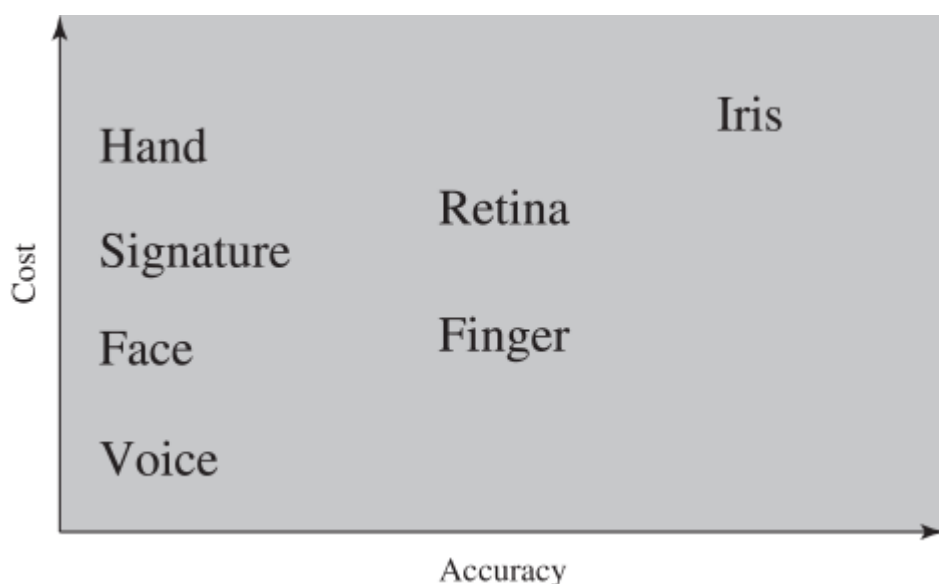 Iris
Hand
Retina
Signature
Finger
Face
Voice
Cost
Accuracy